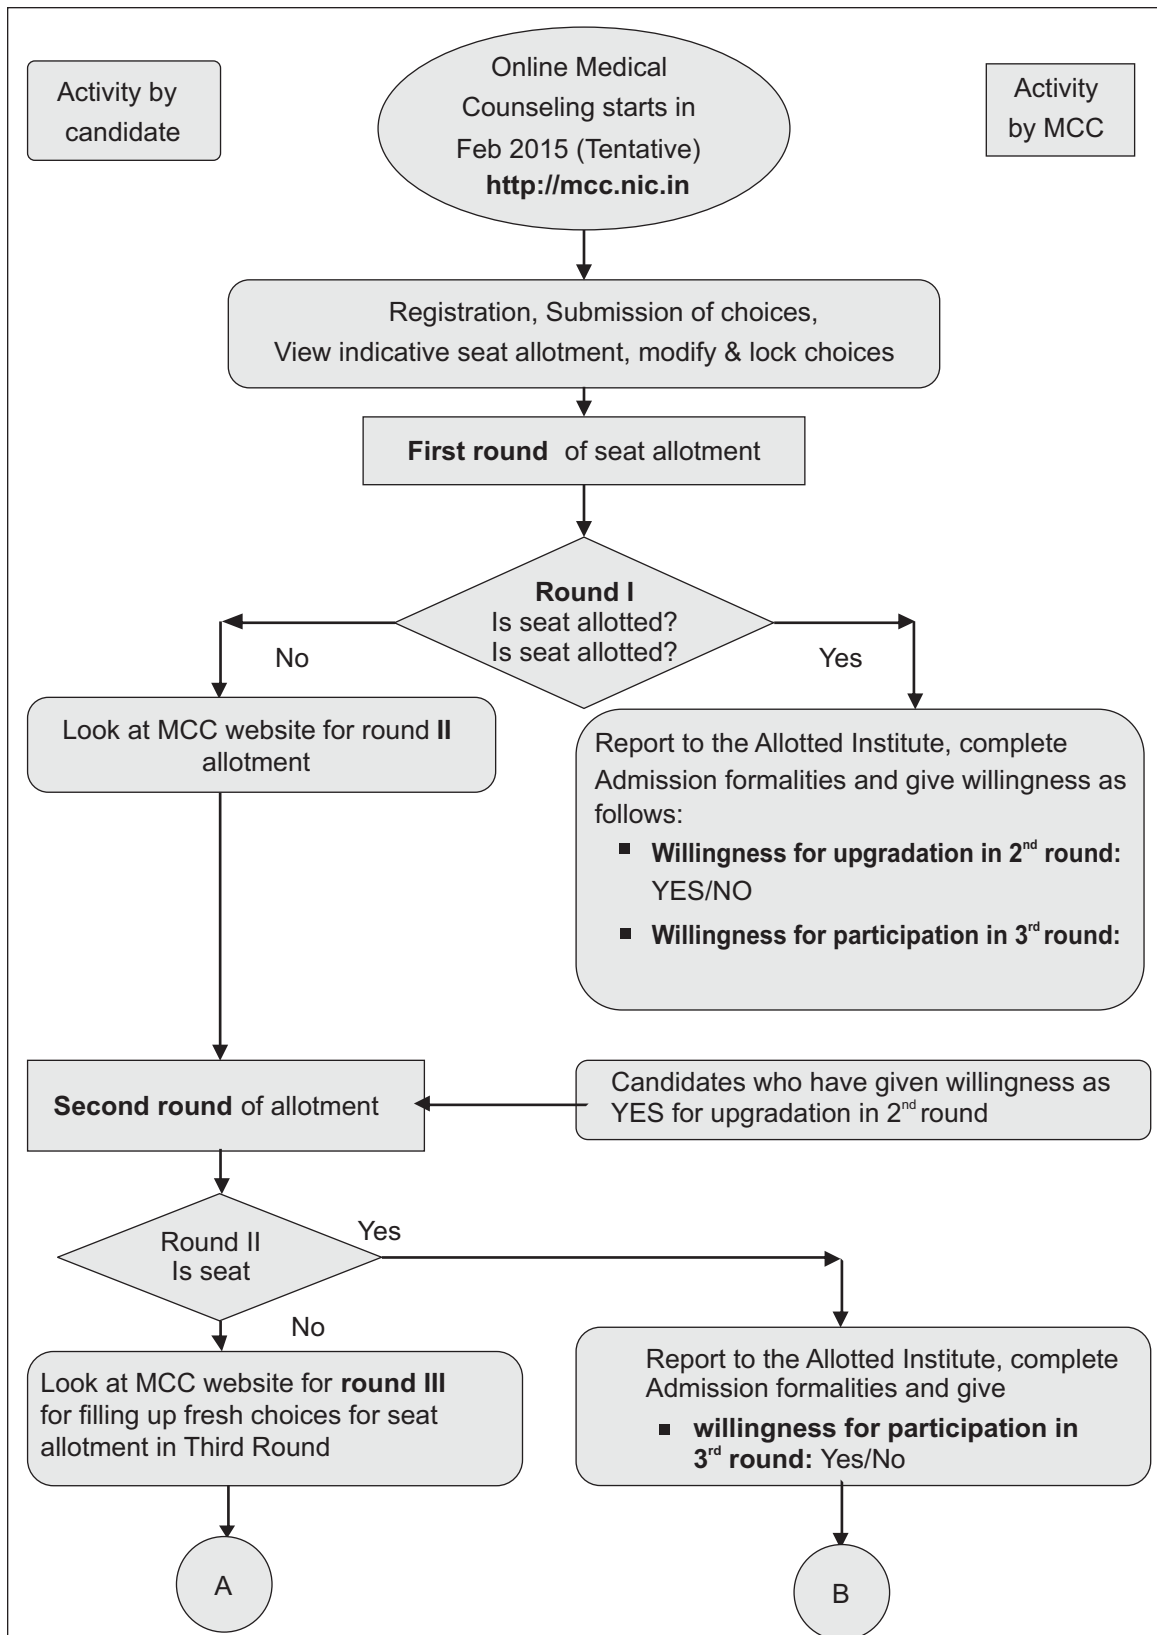 Activity by
candidate
Online Medical
Counseling starts in
Feb 2015 (Tentative)
http://mcc.nic.in
Activity
by MCC
Registration, Submission of choices,
View indicative seat allotment, modify & lock choices
First round of seat allotment
Round I
Is seat allotted?
Is seat allotted?
No
Yes
Look at MCC website for round II
allotment
Report to the Allotted Institute, complete
Admission formalities and give willingness as
follows:
■ Willingness for upgradation in 2nd round:
YES/NO
■ Willingness for participation in 3rd round:
Second round of allotment
Candidates who have given willingness as
YES for upgradation in 2nd round
Round II
Is seat
Yes
No
Look at MCC website for round III
for filling up fresh choices for seat
allotment in Third Round
Report to the Allotted Institute, complete
Admission formalities and give
■ willingness for participation in
3rd round: Yes/No
A
B